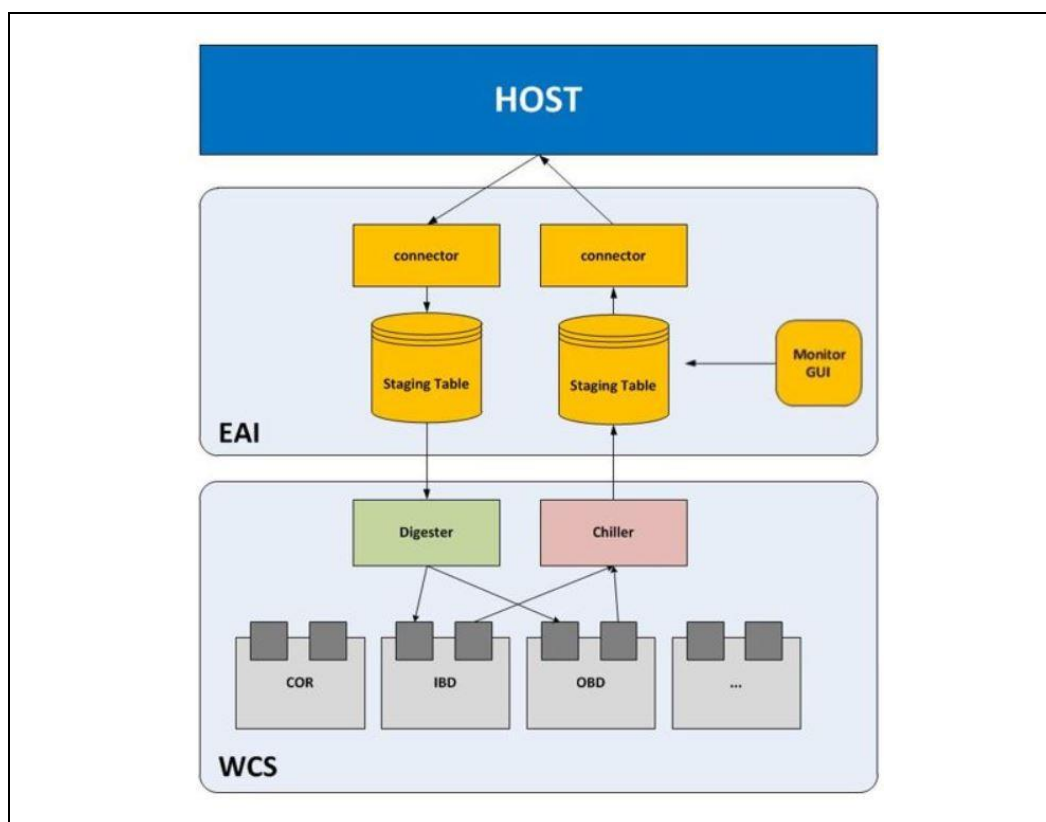 HOST
connector
connector
Staging Table
Staging Table
Monitor
GUI
EAI
Digester
Chiller
COR
IBD
OBD
...
WCS